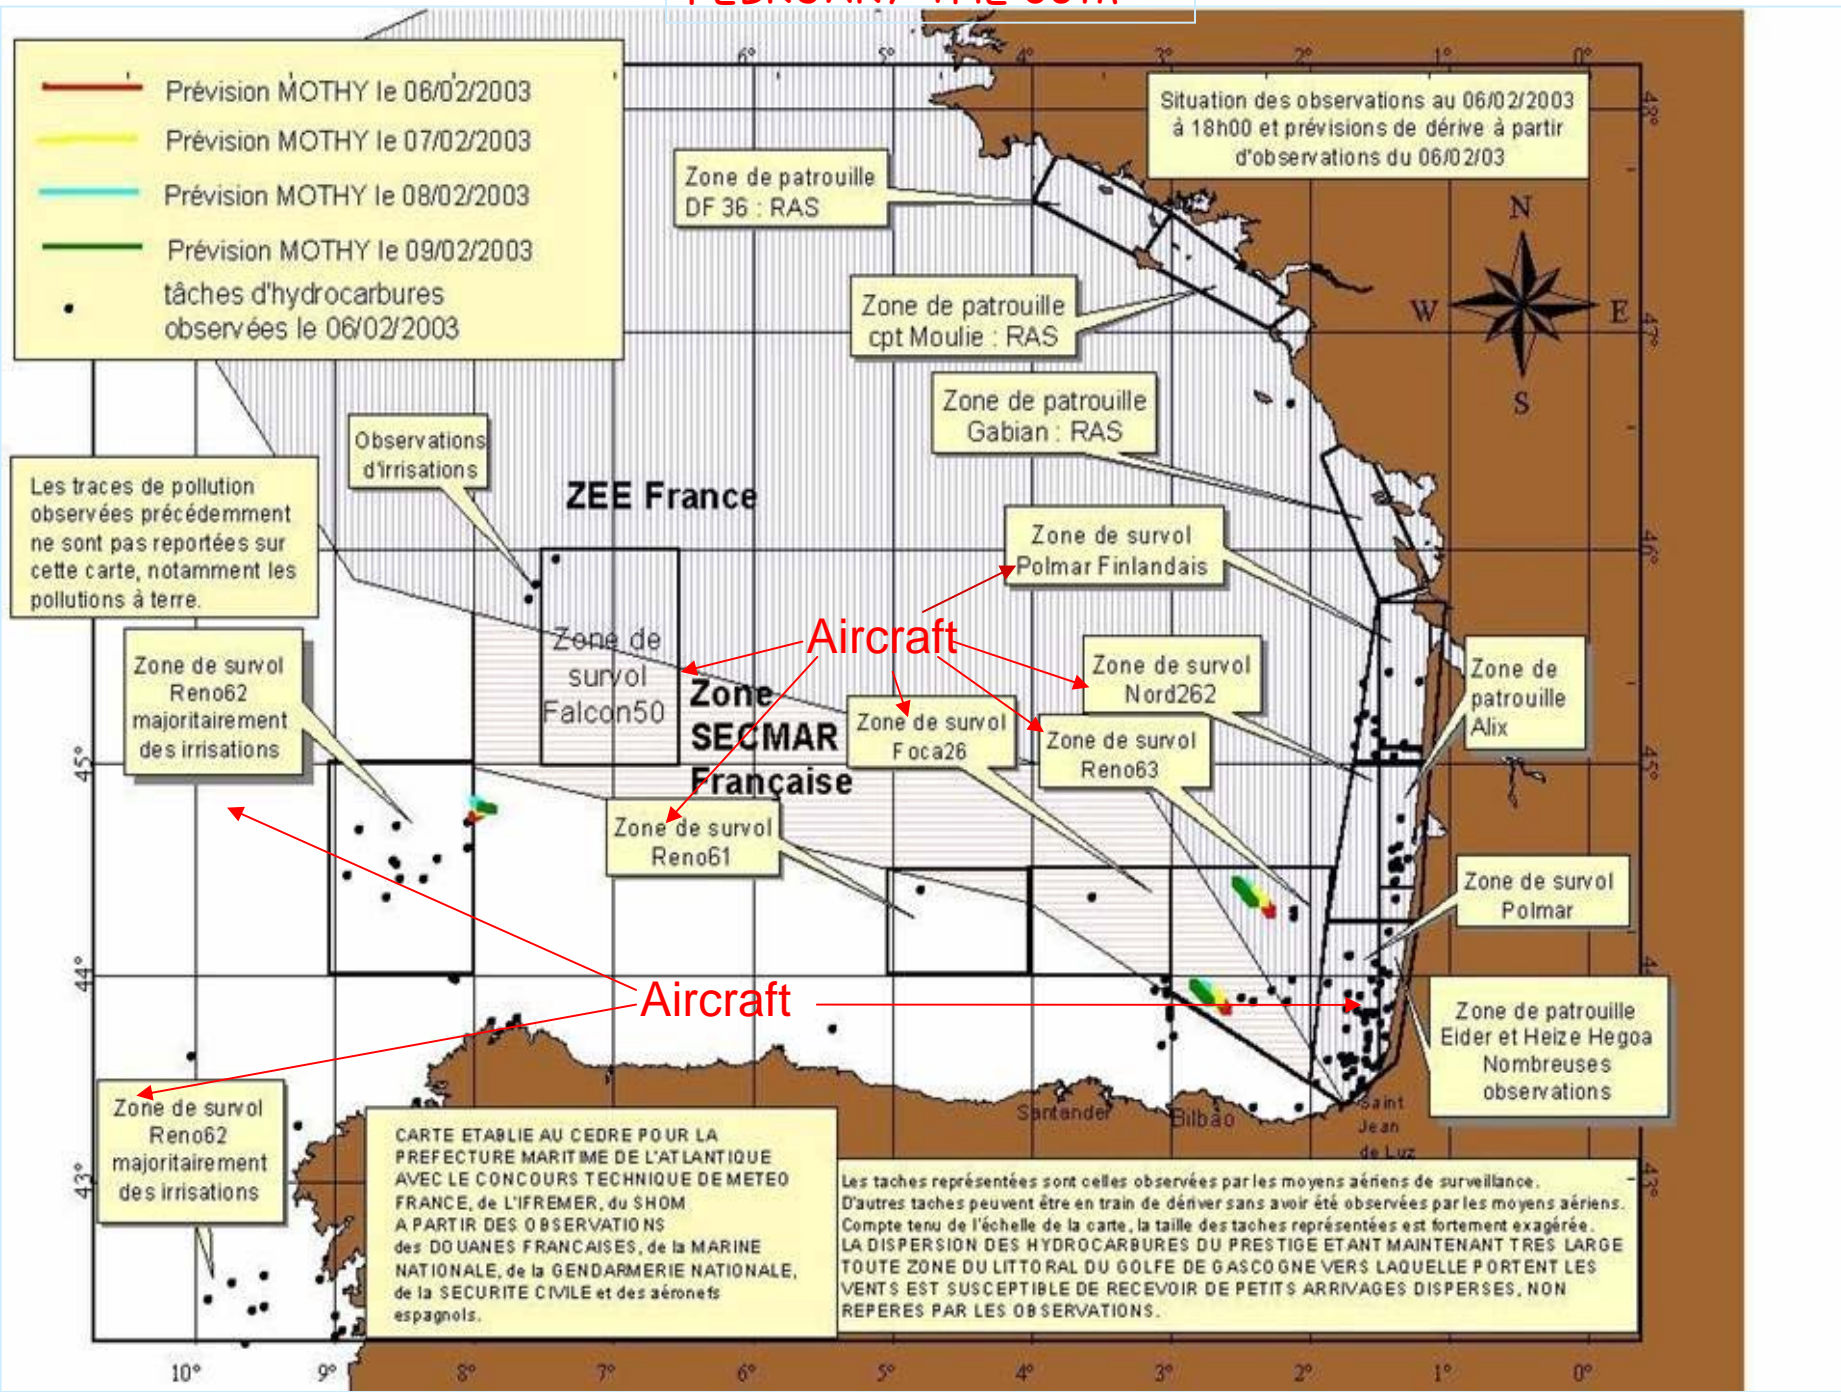 Prévision MOTHY le 06/02/2003
Prévision MOTHY le 07/02/2003
Prévision MOTHY le 08/02/2003
Prévision MOTHY le 09/02/2003
tâches d'hydrocarbures
observées le 06/02/2003
6° 5° 4° 3° 2° 1° 0°
Situation des observations au 06/02/2003
à 18h00 et prévisions de dérive à partir
d'observations du 06/02/03
48°
Zone de patrouille
DF 36 : RAS
N
W E
S
Zone de patrouille
cpt Moulie : RAS
47°
Zone de patrouille
Gabian : RAS
Observations
d'irrisations
ZEE France
Les traces de pollution
observées précédemment
ne sont pas reportées sur
cette carte, notamment les
pollutions à terre.
Zone de survol
Polmar Finlandais
46°
Aircraft
Zone de survol
Reno62
majoritairement
des irrisations
Zone de
survol
Falcon50
Zone
SECMAR
Française
Zone de survol
Nord262
Zone de
patrouille
Alix
Zone de survol
Foca26
Zone de survol
Reno63
45°
45°
Zone de survol
Reno61
Zone de survol
Polmar
44°
Aircraft
Zone de patrouille
Eider et Heize Hegoa
Nombreuses
observations
Zone de survol
Reno62
majoritairement
des irrisations
Santander
Bilbao
Saint
Jean
de Luz
43°
43°
CARTE ETABLIE AU CEDRE POUR LA
PREFECTURE MARITIME DE L'ATLANTIQUE
AVEC LE CONCOURS TECHNIQUE DE METEO
FRANCE, de L'IFREMER, du SHOM
A PARTIR DES OBSERVATIONS
des DOUANES FRANCAISES, de la MARINE
NATIONALE, de la GENDARMERIE NATIONALE,
de la SECURITE CIVILE et des aéronefs
espagnols.
Les taches représentées sont celles observées par les moyens aériens de surveillance.
D'autres taches peuvent être en train de dériver sans avoir été observées par les moyens aériens.
Compte tenu de l'échelle de la carte, la taille des taches représentées est fortement exagérée.
LA DISPERSION DES HYDROCARBURES DU PRESTIGE ETANT MAINTENANT TRES LARGE
TOUTE ZONE DU LITTORAL DU GOLFE DE GASCOGNE VERS LAQUELLE PORTENT LES
VENTS EST SUSCEPTIBLE DE RECEVOIR DE PETITS ARRIVAGES DISPERSES, NON
REPERES PAR LES OBSERVATIONS.
10° 9° 8° 7° 6° 5° 4° 3° 2° 1° 0°